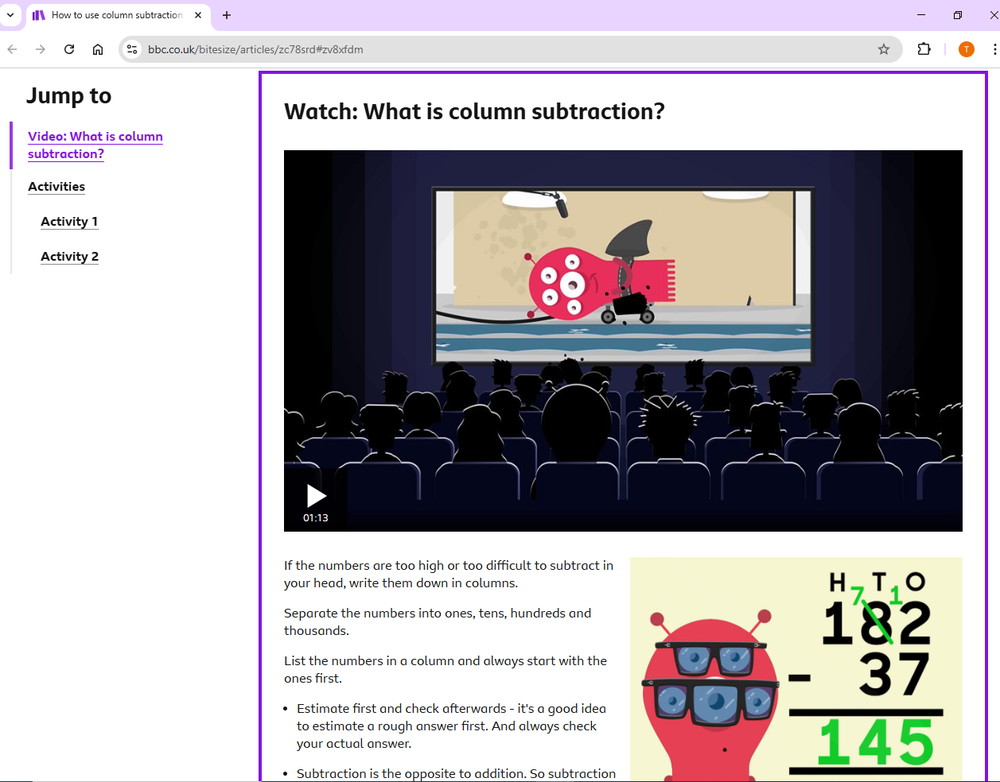 How to use column subtraction
bbc.co.uk/bitesize/articles/zc78srd#zv8xfdm
T
Jump to
Video: What is column
subtraction?
Activities
Activity 1
Activity 2
Watch: What is column subtraction?
01:13
If the numbers are too high or too difficult to subtract in
your head, write them down in columns.
Separate the numbers into ones, tens, hundreds and
thousands.
List the numbers in a column and always start with the
ones first.
• Estimate first and check afterwards - it's a good idea
to estimate a rough answer first. And always check
your actual answer.
• Subtraction is the opposite to addition. So subtraction
H T O
7 1
182
- 37
145